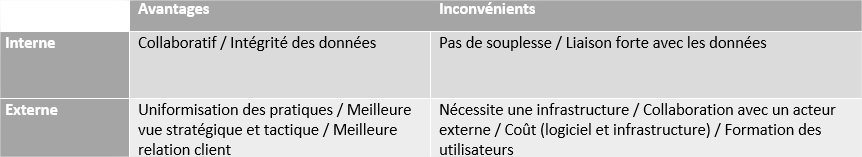 Avantages Inconvénients
Interne Collaboratif / Intégrité des données Pas de souplesse / Liaison forte avec les données
Externe Uniformisation des pratiques / Meilleure Nécessite une infrastructure / Collaboration avec un acteur
vue stratégique et tactique / Meilleure externe / Coût (logiciel et infrastructure) / Formation des
relation client utilisateurs